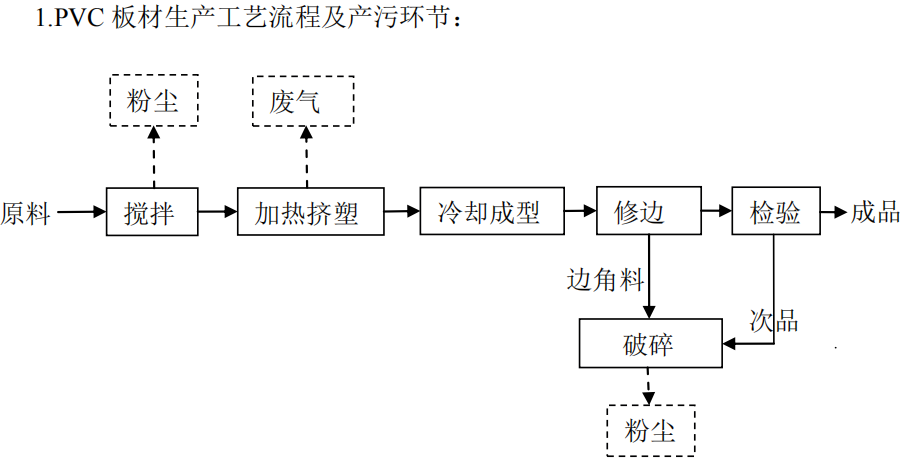 1.PVC 板材生产工艺流程及产污环节：
粉尘
废气
原料
搅拌
加热挤塑
冷却成型
修边
检验
成品
边角料
次品
破碎
粉尘